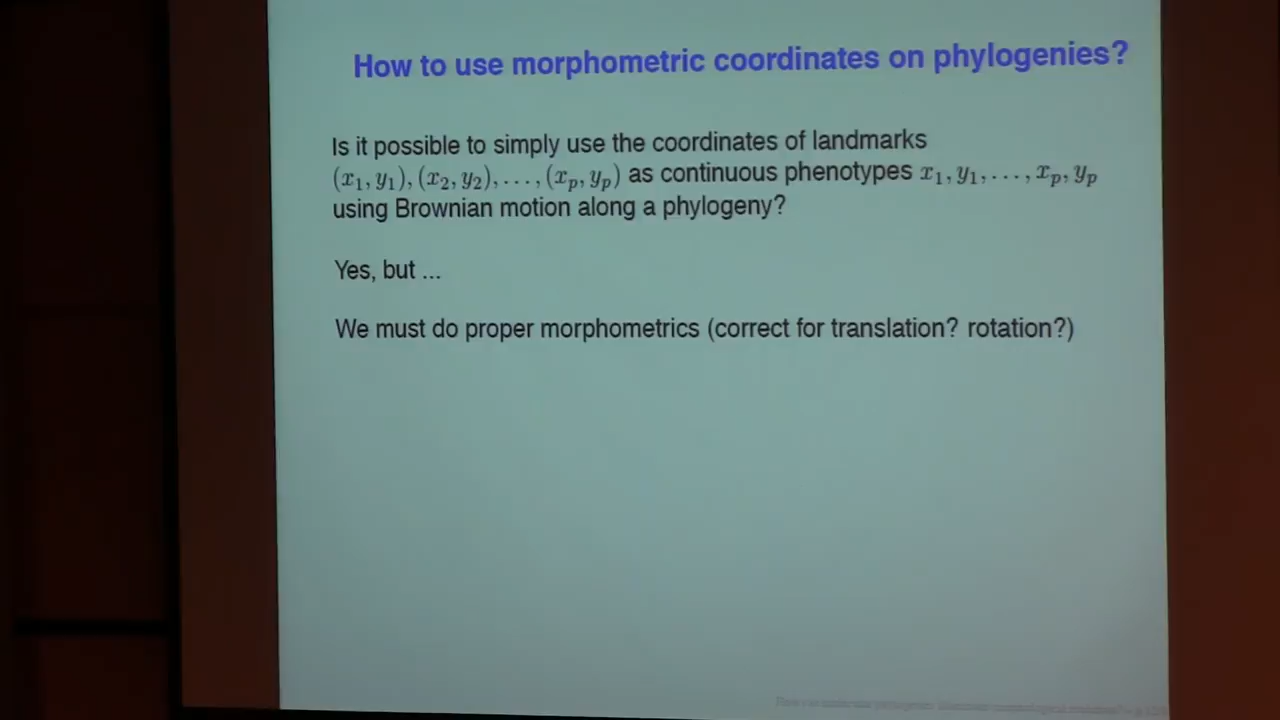 How to use morphometric coordinates on phylogenies?
Is it possible to simply use the coordinates of landmarks
(x₁, y₁), (x₂, y₂), . . . , (xₚ, yₚ) as continuous phenotypes x₁, y₁, . . . , xₚ, yₚ
using Brownian motion along a phylogeny?
Yes, but ...
We must do proper morphometrics (correct for translation? rotation?)